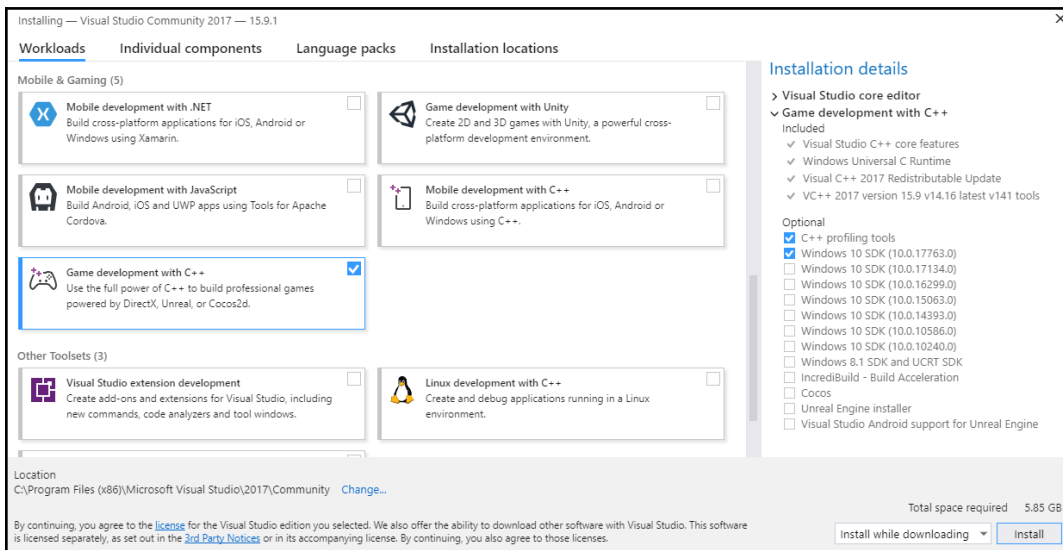 Installing — Visual Studio Community 2017 — 15.9.1
Workloads Individual components Language packs Installation locations
Mobile & Gaming (5)
Mobile development with .NET
Build cross-platform applications for iOS, Android or
Windows using Xamarin.
Game development with Unity
Create 2D and 3D games with Unity, a powerful cross-
platform development environment.
Mobile development with JavaScript
Build Android, iOS and UWP apps using Tools for Apache
Cordova.
Mobile development with C++
Build cross-platform applications for iOS, Android or
Windows using C++.
Game development with C++
Use the full power of C++ to build professional games
powered by DirectX, Unreal, or Cocos2d.
Other Toolsets (3)
Visual Studio extension development
Create add-ons and extensions for Visual Studio, including
new commands, code analyzers and tool windows.
Linux development with C++
Create and debug applications running in a Linux
environment.
Installation details
Visual Studio core editor
Game development with C++
Included
Visual Studio C++ core features
Windows Universal C Runtime
Visual C++ 2017 Redistributable Update
VC++ 2017 version 15.9 v14.16 latest v141 tools
Optional
C++ profiling tools
Windows 10 SDK (10.0.17763.0)
Windows 10 SDK (10.0.17134.0)
Windows 10 SDK (10.0.16299.0)
Windows 10 SDK (10.0.15063.0)
Windows 10 SDK (10.0.14393.0)
Windows 10 SDK (10.0.10586.0)
Windows 10 SDK (10.0.10240.0)
Windows 8.1 SDK and UCRT SDK
IncrediBuild - Build Acceleration
Cocos
Unreal Engine installer
Visual Studio Android support for Unreal Engine
Location
C:\Program Files (x86)\Microsoft Visual Studio\2017\Community Change...
Total space required 5.85 GB
By continuing, you agree to the license for the Visual Studio edition you selected. We also offer the ability to download other software with Visual Studio. This software
is licensed separately, as set out in the 3rd Party Notices or in its accompanying license. By continuing, you also agree to those licenses.
Install while downloading Install